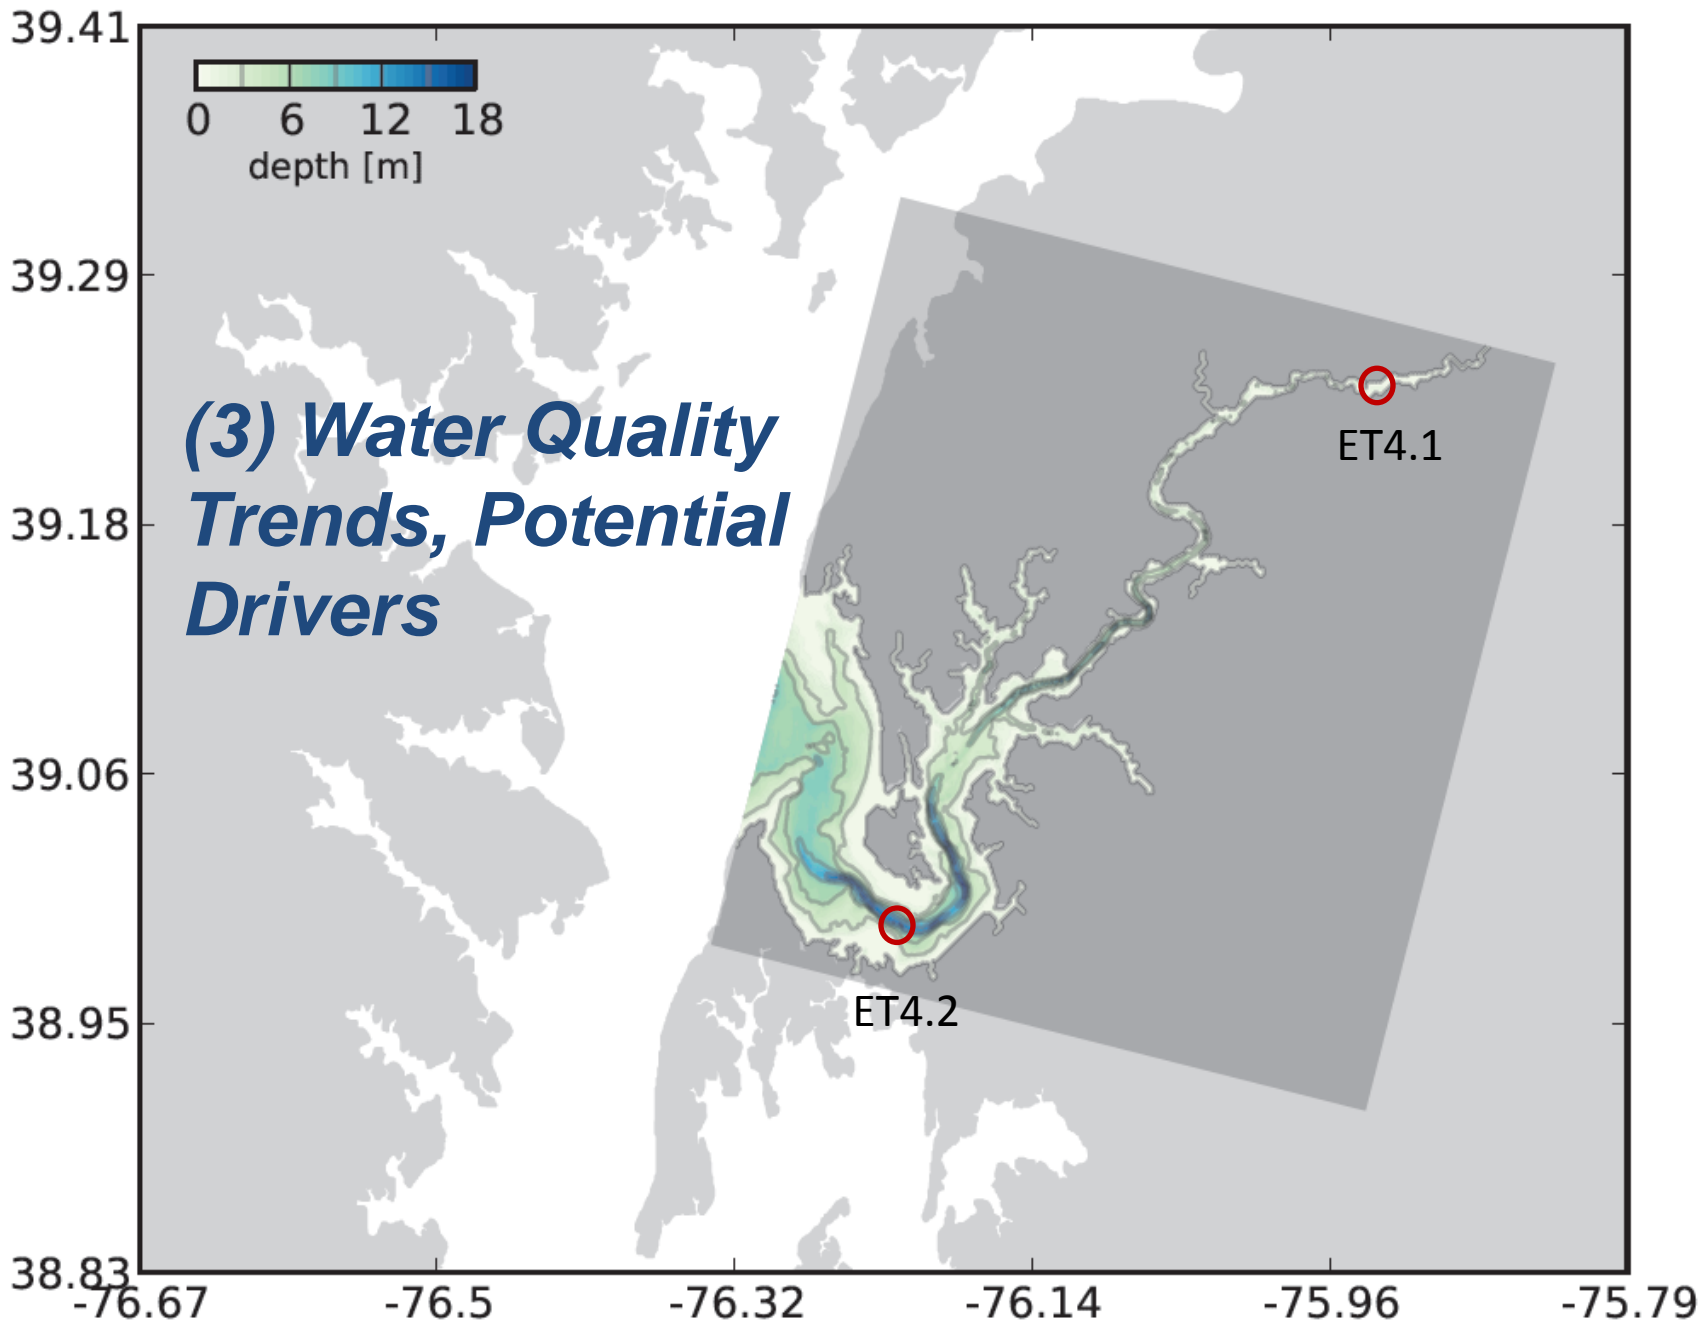 39.41
0 6 12 18
depth [m]
39.29
(3) Water Quality
Trends, Potential
Drivers
ET4.1
39.18
39.06
ET4.2
38.95
38.83
-76.67 -76.5 -76.32 -76.14 -75.96 -75.79